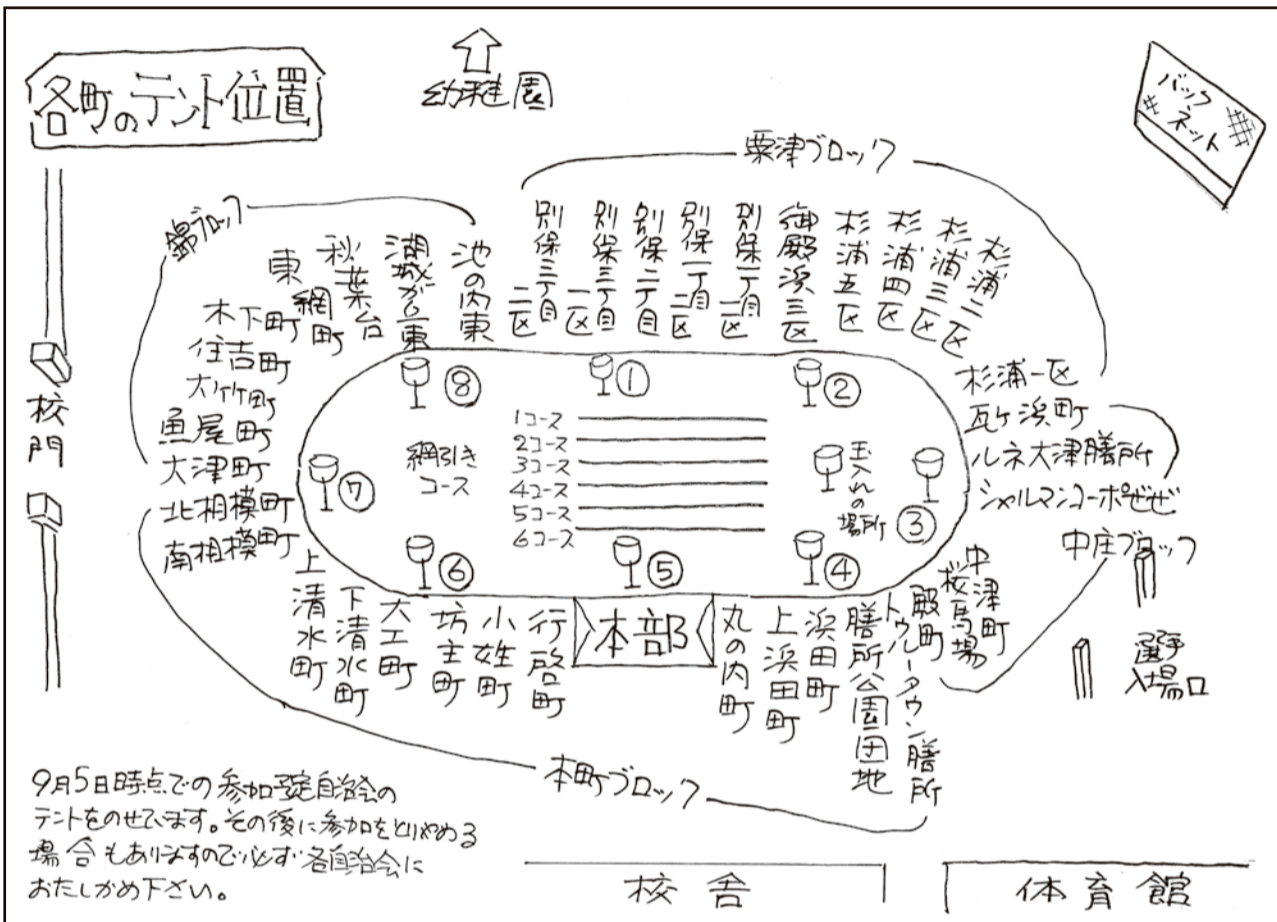 各町のテント位置
幼稚園
バック
ネット
粟津ブロック
錦ブロック
別保三丁目
二区
別保三丁目
一区
別保二丁目
別保一丁目
二区
別保一丁目
一区
御殿浜三区
杉浦五区
杉浦四区
杉浦三区
杉浦二区
杉浦一区
池の内東
湖城が丘東
秋葉台
東
網町
木下町
住吉町
大竹町
魚屋町
大津町
北相模町
南相模町
校門
瓦ヶ浜町
ルネ大津膳所
シャルマンコーポぜぜ
中庄ブロック
⑧
①
②
1コース
2コース
3コース
4コース
5コース
6コース
綱引き
コース
玉入れの
場所
③
⑦
⑥
⑤
④
上清水町
下清水町
大工町
坊主町
小姓町
行啓町
本部
丸の内町
上浜田町
浜田町
膳所公園団地
トゥルータウン膳所
殿町
桜馬場
中津町
選手
入場口
本町ブロック
9月5日時点での参加予定自治会の
テントをのせています。その後に参加をとりやめる
場合もありますので必ず各自治会に
おたしかめ下さい。
校舎
体育館